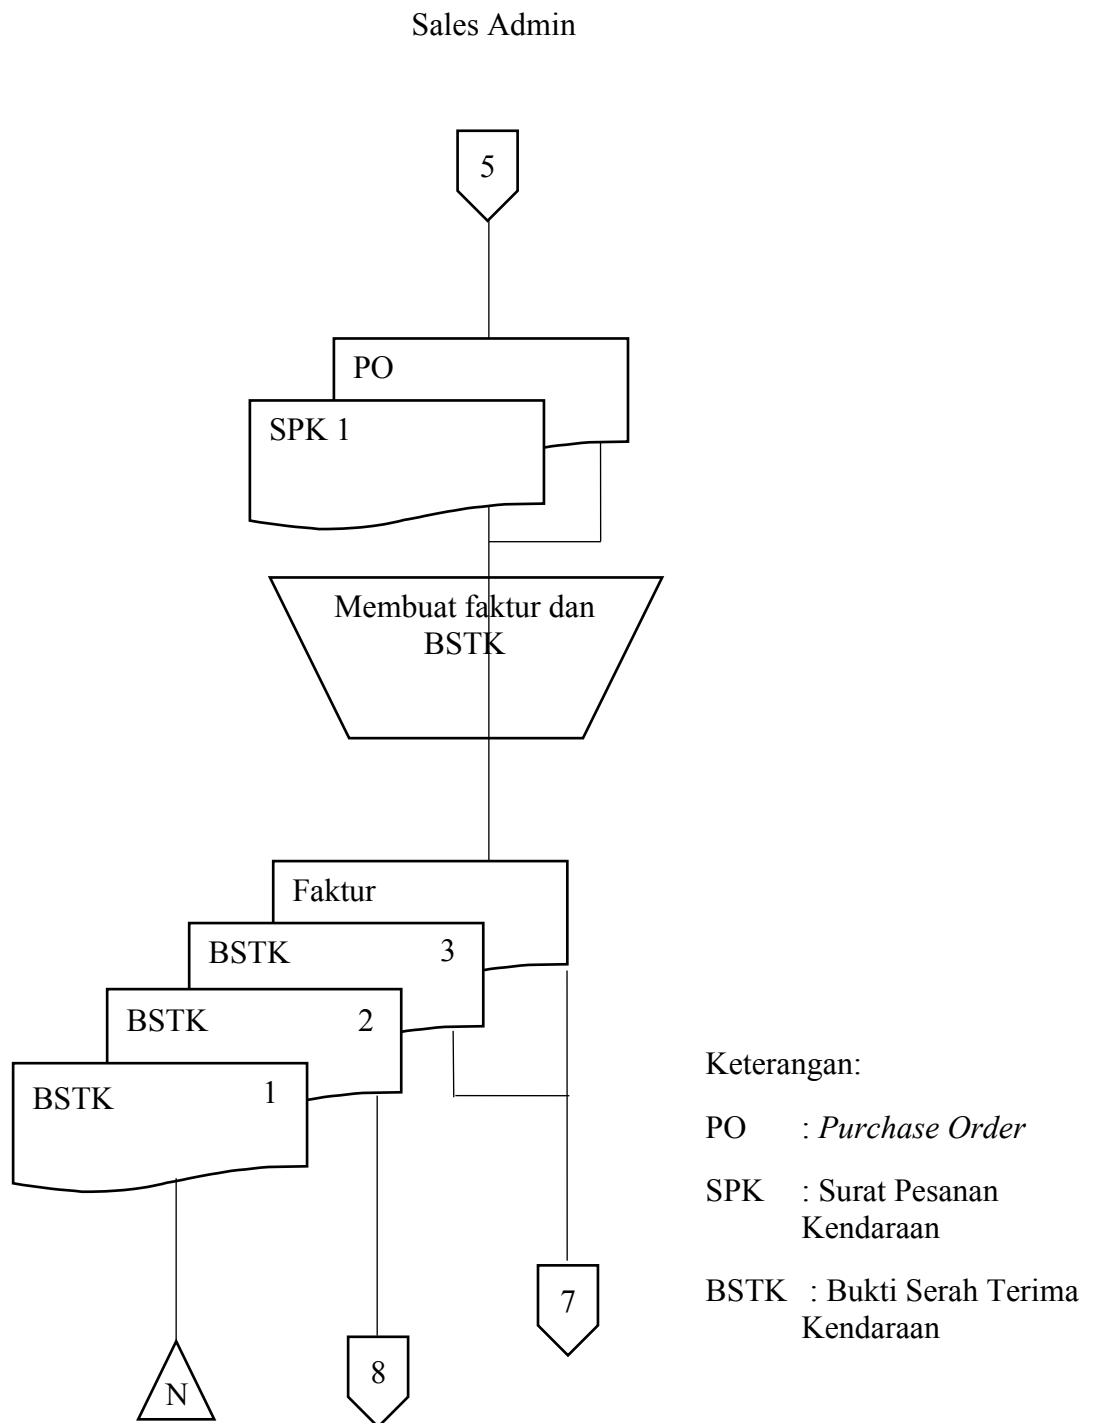 Sales Admin
5
PO
SPK 1
Membuat faktur dan
BSTK
Faktur
BSTK 3
BSTK 2
BSTK 1
7
8
N
Keterangan:
PO : Purchase Order
SPK : Surat Pesanan
Kendaraan
BSTK : Bukti Serah Terima
Kendaraan